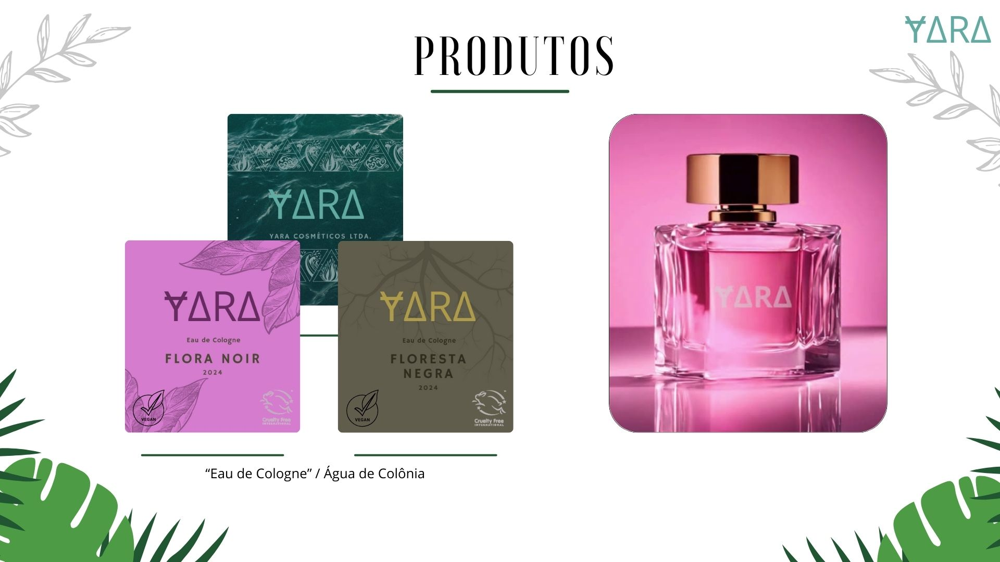 YARA
PRODUTOS
YARA
YARA COSMÉTICOS LTDA.
YARA
Eau de Cologne
FLORA NOIR
2024
VEGAN
Cruelty Free
INTERNATIONAL
YARA
Eau de Cologne
FLORESTA
NEGRA
2024
VEGAN
Cruelty Free
INTERNATIONAL
YARA
“Eau de Cologne” / Água de Colônia